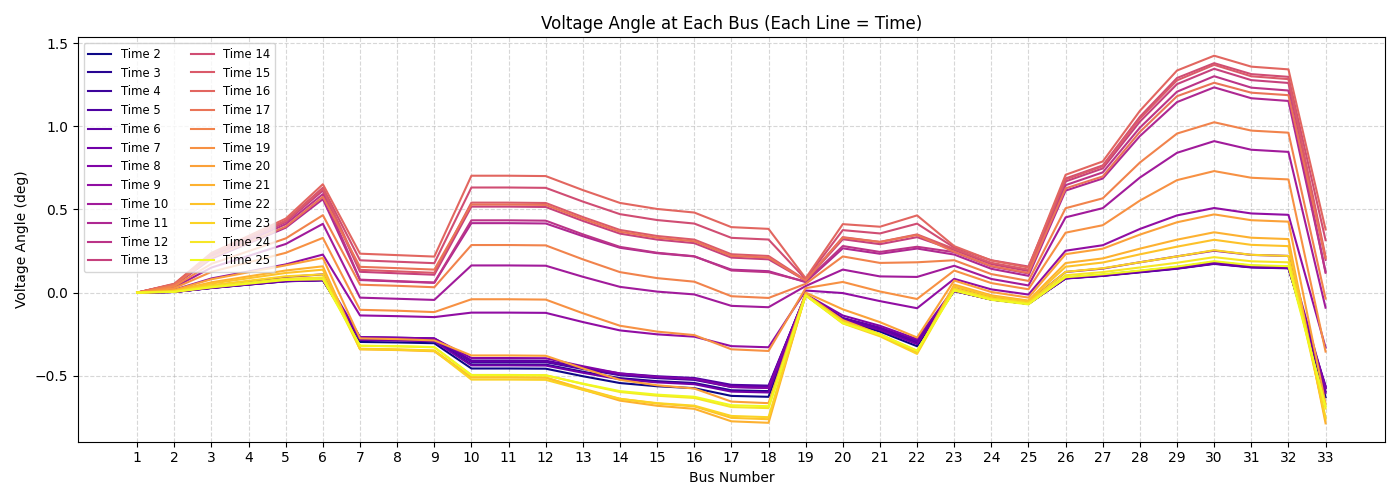 Voltage Angle at Each Bus (Each Line = Time)
Voltage Angle (deg)
1.5
1.0
0.5
0.0
−0.5
Time 2
Time 3
Time 4
Time 5
Time 6
Time 7
Time 8
Time 9
Time 10
Time 11
Time 12
Time 13
Time 14
Time 15
Time 16
Time 17
Time 18
Time 19
Time 20
Time 21
Time 22
Time 23
Time 24
Time 25
1 2 3 4 5 6 7 8 9 10 11 12 13 14 15 16 17 18 19 20 21 22 23 24 25 26 27 28 29 30 31 32 33
Bus Number